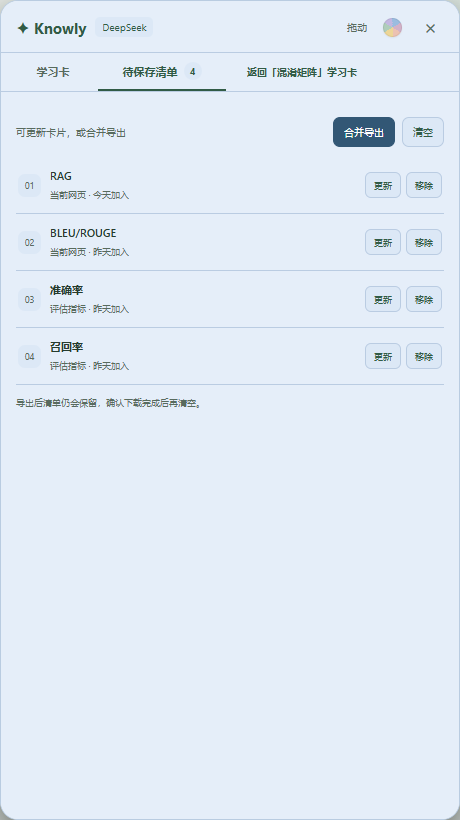 ✦ Knowly DeepSeek 拖动 ×
学习卡 待保存清单 4 返回「混淆矩阵」学习卡
可更新卡片，或合并导出 合并导出 清空
01 RAG 更新 移除
当前网页 · 今天加入
02 BLEU/ROUGE 更新 移除
当前网页 · 昨天加入
03 准确率 更新 移除
评估指标 · 昨天加入
04 召回率 更新 移除
评估指标 · 昨天加入
导出后清单仍会保留，确认下载完成后再清空。